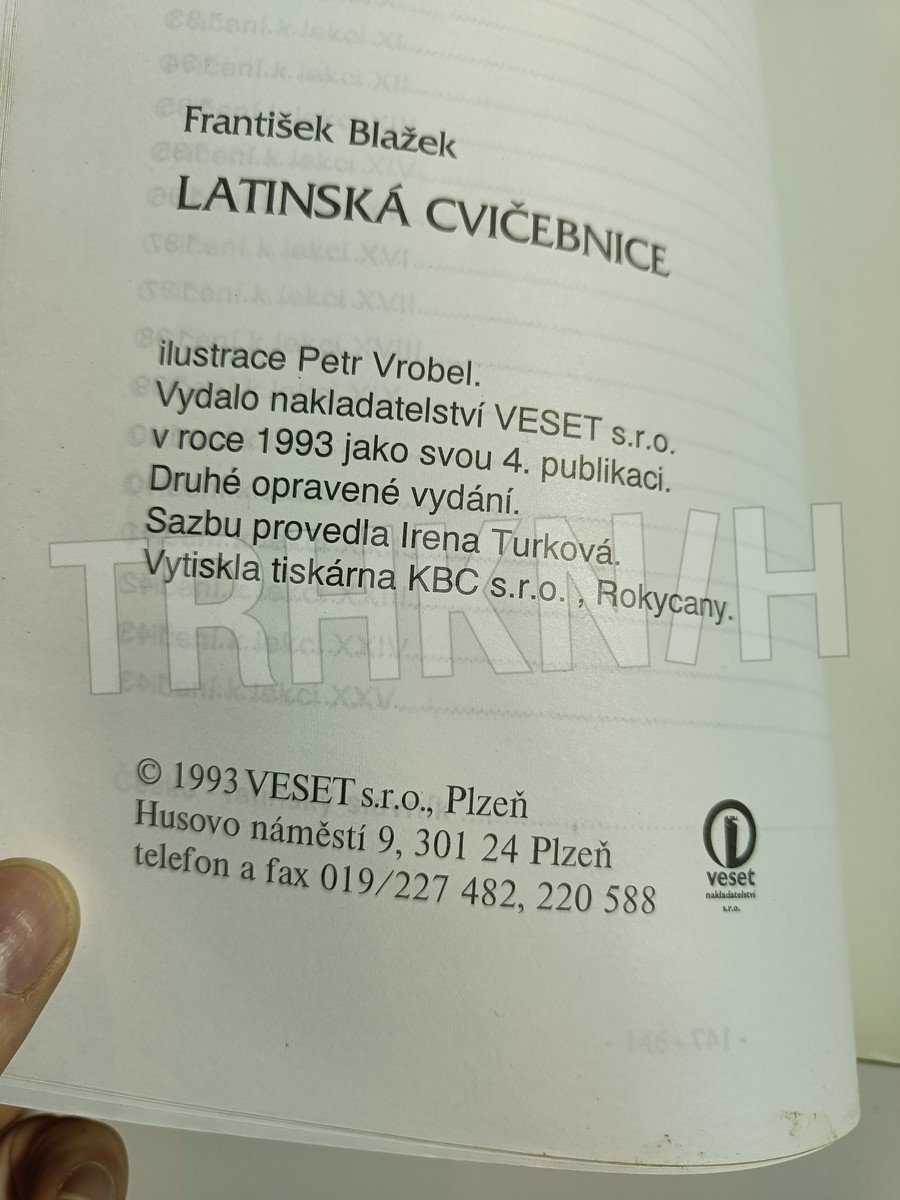 František Blažek
LATINSKÁ CVIČEBNICE
ilustrace Petr Vrobel.
Vydalo nakladatelství VESET s.r.o.
v roce 1993 jako svou 4. publikaci.
Druhé opravené vydání.
Sazbu provedla Irena Turková.
Vytiskla tiskárna KBC s.r.o. , Rokycany.
TRHKNIH
© 1993 VESET s.r.o., Plzeň
Husovo náměstí 9, 301 24 Plzeň
telefon a fax 019/227 482, 220 588
veset
nakladatelství
s.r.o.